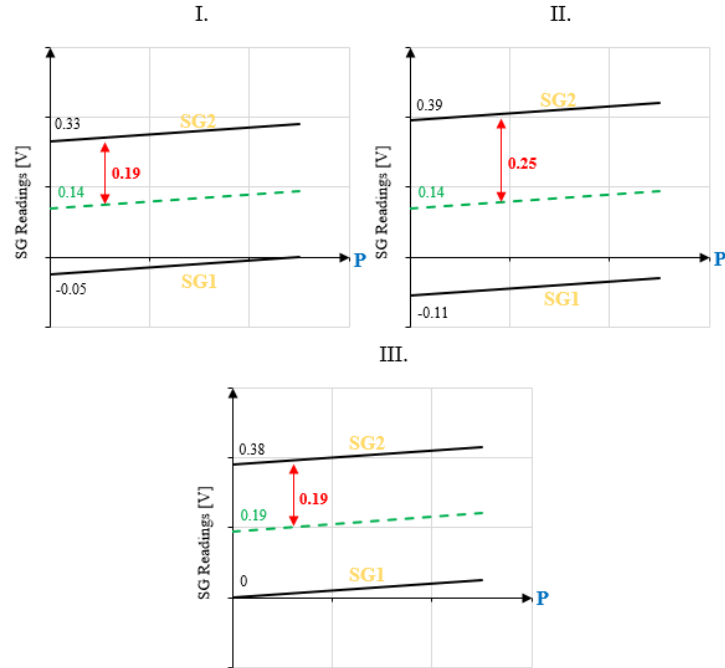 I.
SG Readings [V]
0.33
SG2
0.19
0.14
P
SG1
-0.05
II.
SG Readings [V]
0.39
SG2
0.25
0.14
P
SG1
-0.11
III.
SG Readings [V]
0.38
SG2
0.19
0.19
SG1
0
P